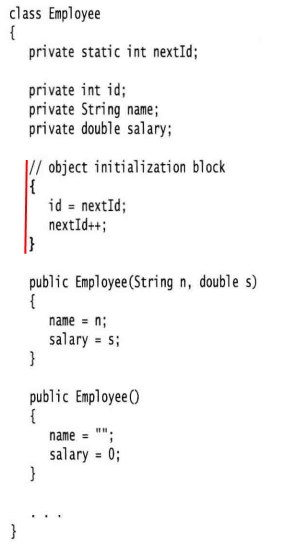 class Employee
{
private static int nextId;
private int id;
private String name;
private double salary;
// object initialization block
{
id = nextId;
nextId++;
}
public Employee(String n, double s)
{
name = n;
salary = s;
}
public Employee()
{
name = "";
salary = 0;
}
. . .
}